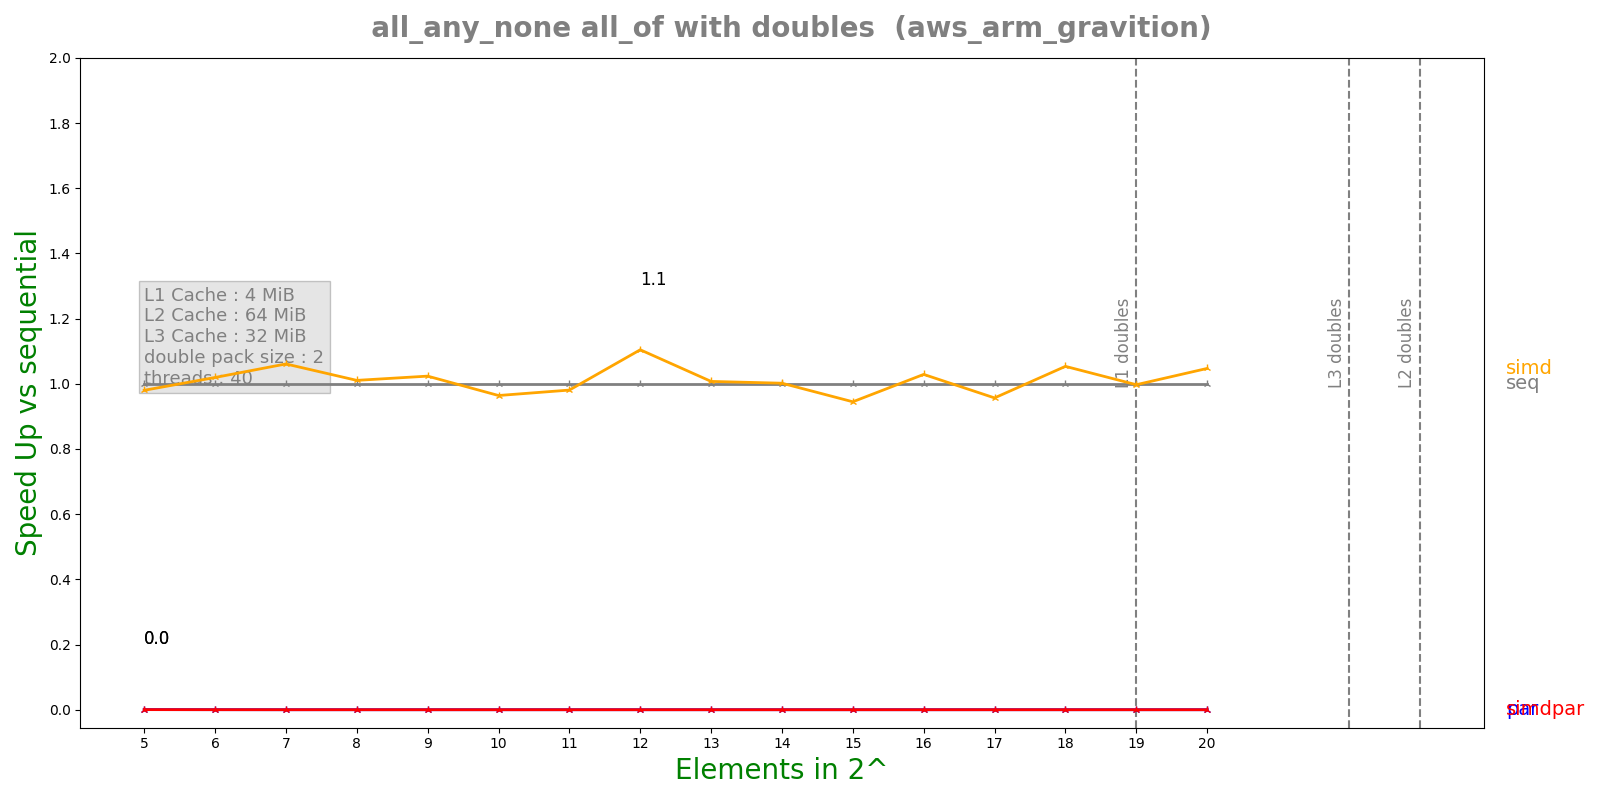 all_any_none all_of with doubles  (aws_arm_gravition)
Speed Up vs sequential
2.0
1.8
1.6
1.4
1.2
1.0
0.8
0.6
0.4
0.2
0.0
L1 Cache : 4 MiB
L2 Cache : 64 MiB
L3 Cache : 32 MiB
double pack size : 2
threads : 40
1.1
0.0
L1 doubles
L3 doubles
L2 doubles
simd
seq
par
simdpar
5 6 7 8 9 10 11 12 13 14 15 16 17 18 19 20
Elements in 2^